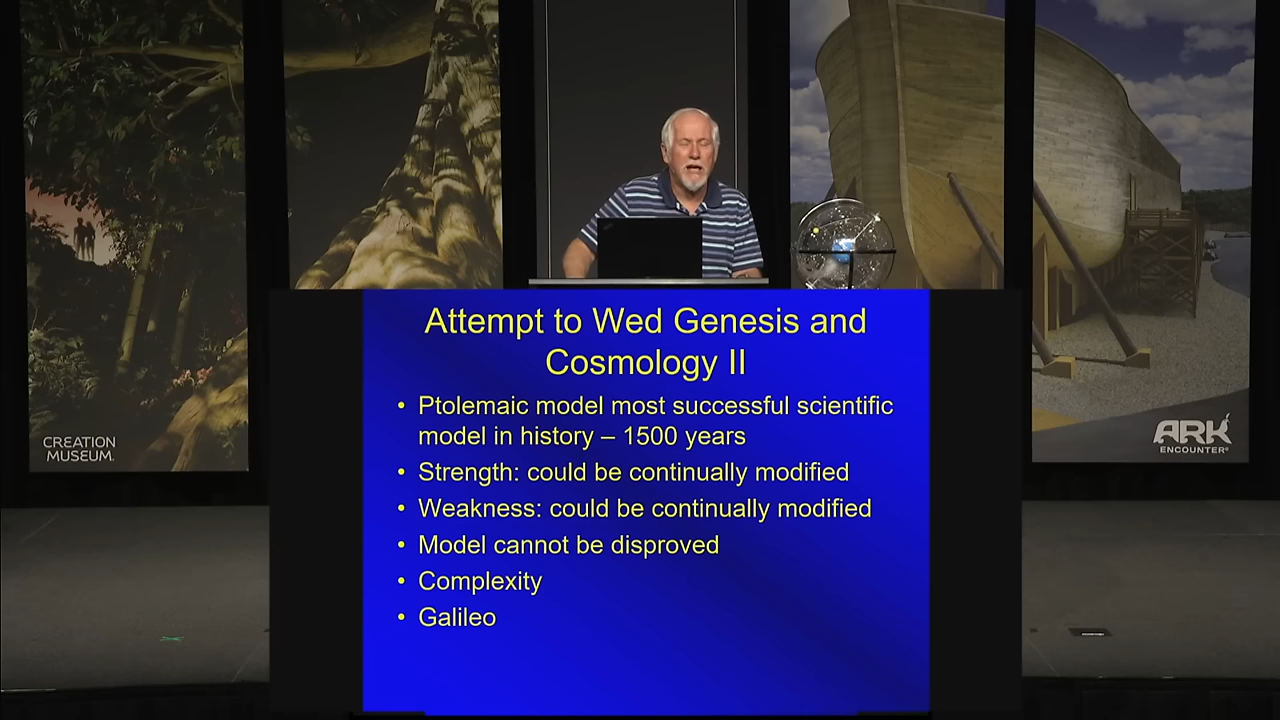 Attempt to Wed Genesis and
Cosmology II
• Ptolemaic model most successful scientific
model in history – 1500 years
• Strength: could be continually modified
• Weakness: could be continually modified
• Model cannot be disproved
• Complexity
• Galileo
CREATION
MUSEUM.
ARK
ENCOUNTER®